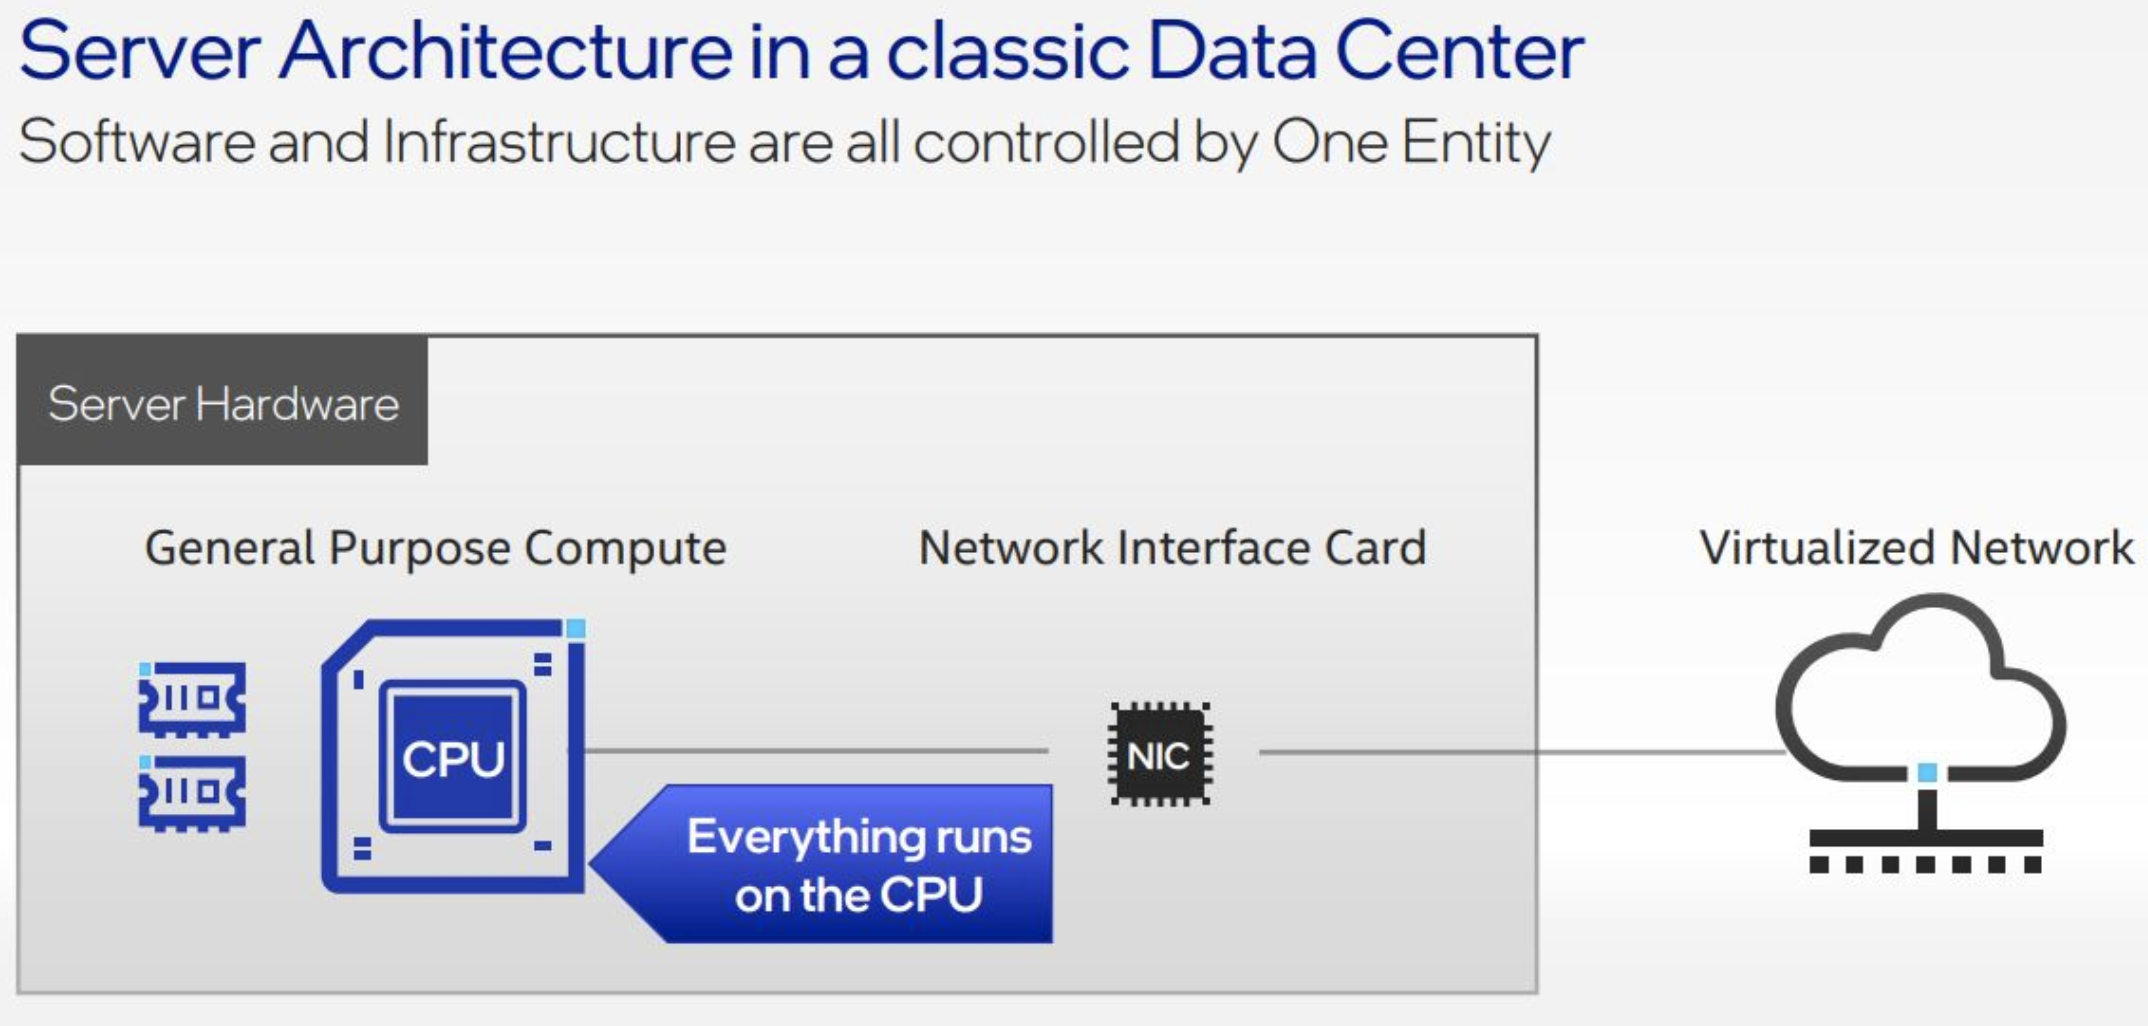 Server Architecture in a classic Data Center
Software and Infrastructure are all controlled by One Entity
Server Hardware
General Purpose Compute
Network Interface Card
Virtualized Network
CPU
NIC
Everything runs
on the CPU